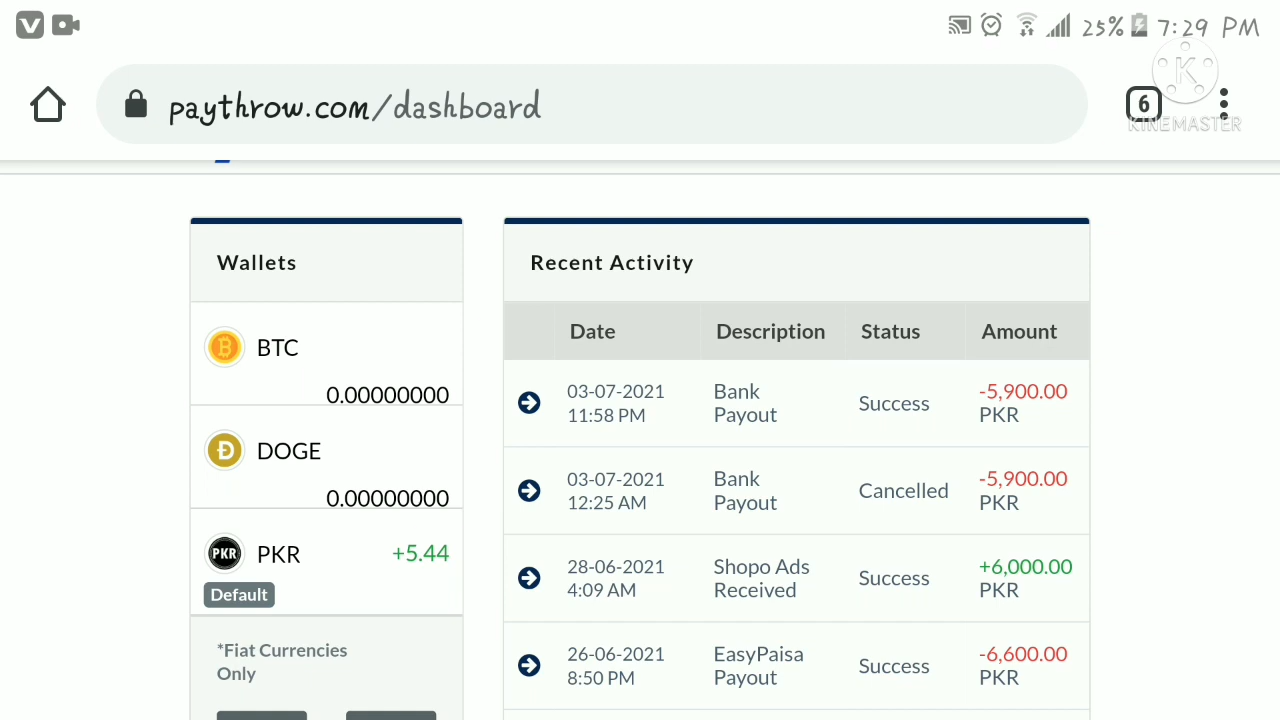 25% 7:29 PM
paythrow.com/dashboard
6
KINEMASTER
Wallets
BTC
0.00000000
DOGE
0.00000000
PKR +5.44
Default
*Fiat Currencies
Only
Recent Activity
Date Description Status Amount
03-07-2021 Bank Success -5,900.00
11:58 PM Payout PKR
03-07-2021 Bank Cancelled -5,900.00
12:25 AM Payout PKR
28-06-2021 Shopo Ads Success +6,000.00
4:09 AM Received PKR
26-06-2021 EasyPaisa Success -6,600.00
8:50 PM Payout PKR